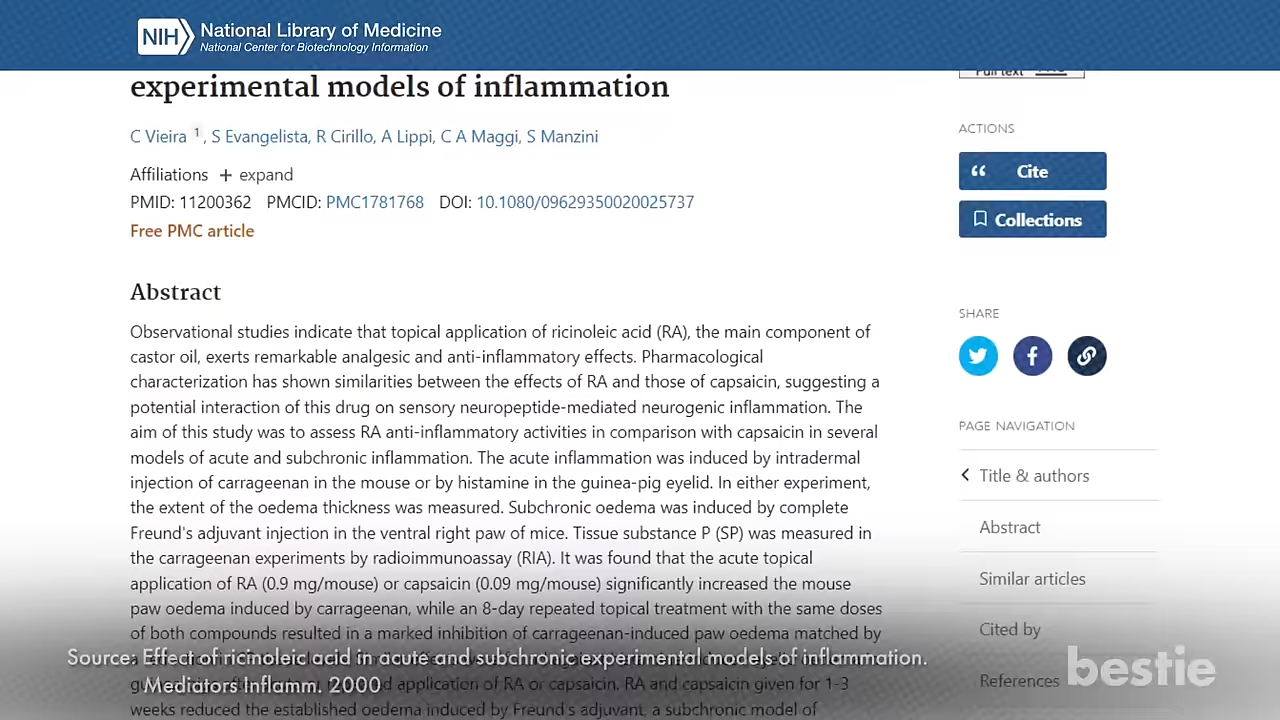 NIH National Library of Medicine
National Center for Biotechnology Information
experimental models of inflammation
C Vieira 1, S Evangelista, R Cirillo, A Lippi, C A Maggi, S Manzini
Affiliations + expand
PMID: 11200362 PMCID: PMC1781768 DOI: 10.1080/09629350020025737
Free PMC article
Abstract
Observational studies indicate that topical application of ricinoleic acid (RA), the main component of
castor oil, exerts remarkable analgesic and anti-inflammatory effects. Pharmacological
characterization has shown similarities between the effects of RA and those of capsaicin, suggesting a
potential interaction of this drug on sensory neuropeptide-mediated neurogenic inflammation. The
aim of this study was to assess RA anti-inflammatory activities in comparison with capsaicin in several
models of acute and subchronic inflammation. The acute inflammation was induced by intradermal
injection of carrageenan in the mouse or by histamine in the guinea-pig eyelid. In either experiment,
the extent of the oedema thickness was measured. Subchronic oedema was induced by complete
Freund's adjuvant injection in the ventral right paw of mice. Tissue substance P (SP) was measured in
the carrageenan experiments by radioimmunoassay (RIA). It was found that the acute topical
application of RA (0.9 mg/mouse) or capsaicin (0.09 mg/mouse) significantly increased the mouse
paw oedema induced by carrageenan, while an 8-day repeated topical treatment with the same doses
of both compounds resulted in a marked inhibition of carrageenan-induced paw oedema matched by
application of RA or capsaicin. RA and capsaicin given for 1-3
weeks reduced the established oedema induced by Freund's adjuvant, a subchronic model of
Full text
ACTIONS
Cite
Collections
SHARE
PAGE NAVIGATION
Title & authors
Abstract
Similar articles
Cited by
References
Source: Effect of ricinoleic acid in acute and subchronic experimental models of inflammation.
Mediators Inflamm. 2000
bestie